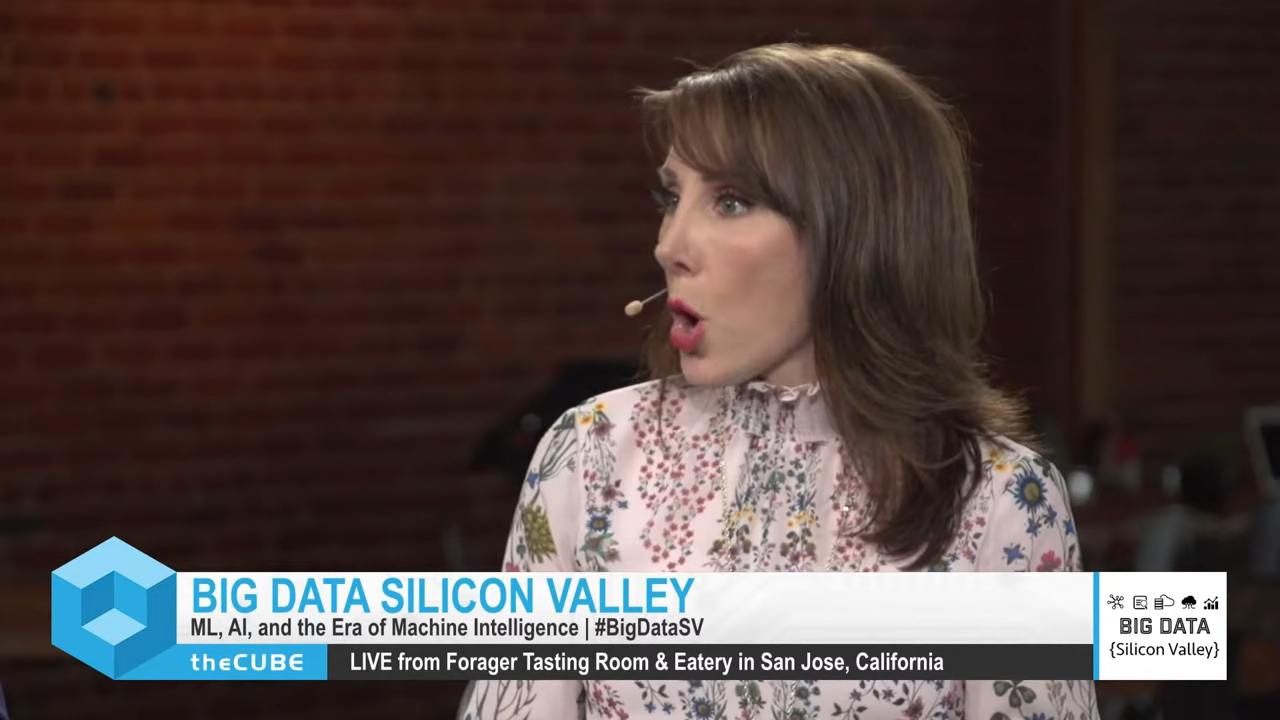 BIG DATA SILICON VALLEY
ML, AI, and the Era of Machine Intelligence | #BigDataSV
theCUBE
LIVE from Forager Tasting Room & Eatery in San Jose, California
BIG DATA
{Silicon Valley}